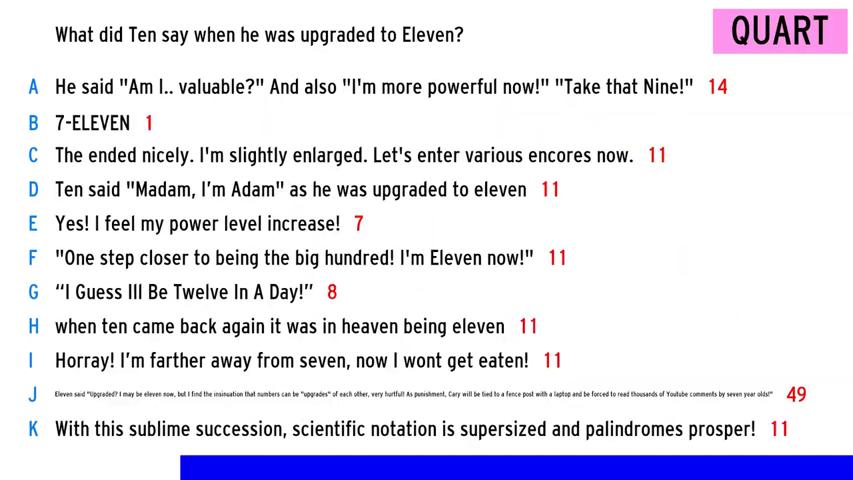 What did Ten say when he was upgraded to Eleven?
QUART
A He said "Am I.. valuable?" And also "I'm more powerful now!" "Take that Nine!" 14
B 7-ELEVEN 1
C The ended nicely. I'm slightly enlarged. Let's enter various encores now. 11
D Ten said "Madam, I'm Adam" as he was upgraded to eleven 11
E Yes! I feel my power level increase! 7
F "One step closer to being the big hundred! I'm Eleven now!" 11
G “I Guess Ill Be Twelve In A Day!” 8
H when ten came back again it was in heaven being eleven 11
I Horray! I’m farther away from seven, now I wont get eaten! 11
J Eleven said "Upgraded? I may be eleven now, but I find the insinuation that numbers can be "upgrades" of each other, very hurtful! As punishment, Cary will be tied to a fence post with a laptop and be forced to read thousands of Youtube comments by seven year olds!" 49
K With this sublime succession, scientific notation is supersized and palindromes prosper! 11